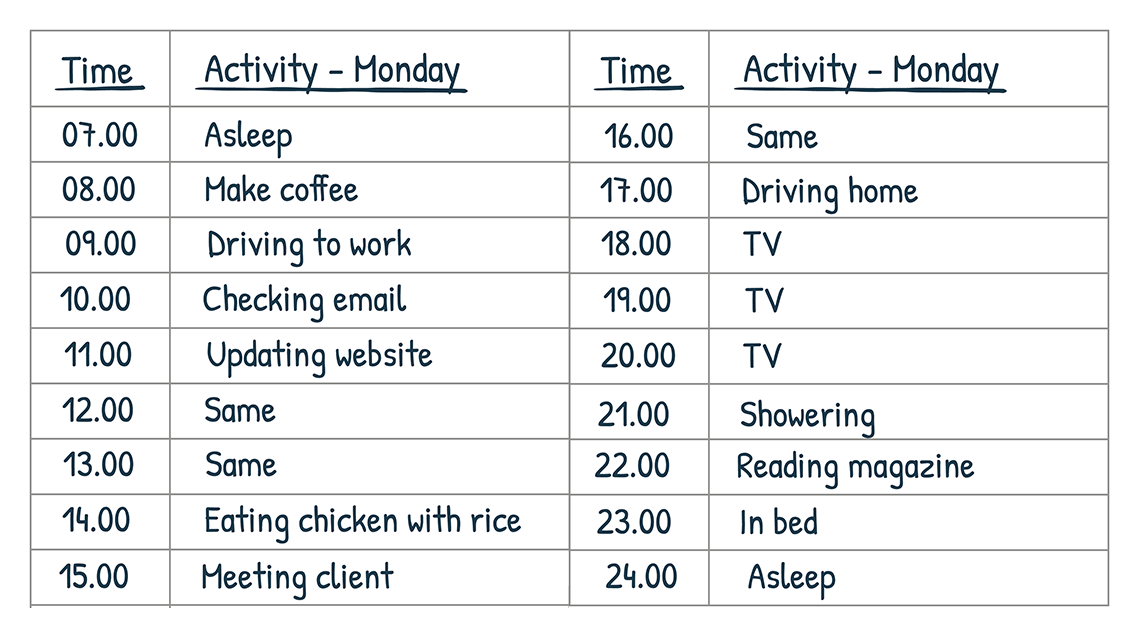 Time Activity – Monday Time Activity – Monday
07.00 Asleep 16.00 Same
08.00 Make coffee 17.00 Driving home
09.00 Driving to work 18.00 TV
10.00 Checking email 19.00 TV
11.00 Updating website 20.00 TV
12.00 Same 21.00 Showering
13.00 Same 22.00 Reading magazine
14.00 Eating chicken with rice 23.00 In bed
15.00 Meeting client 24.00 Asleep